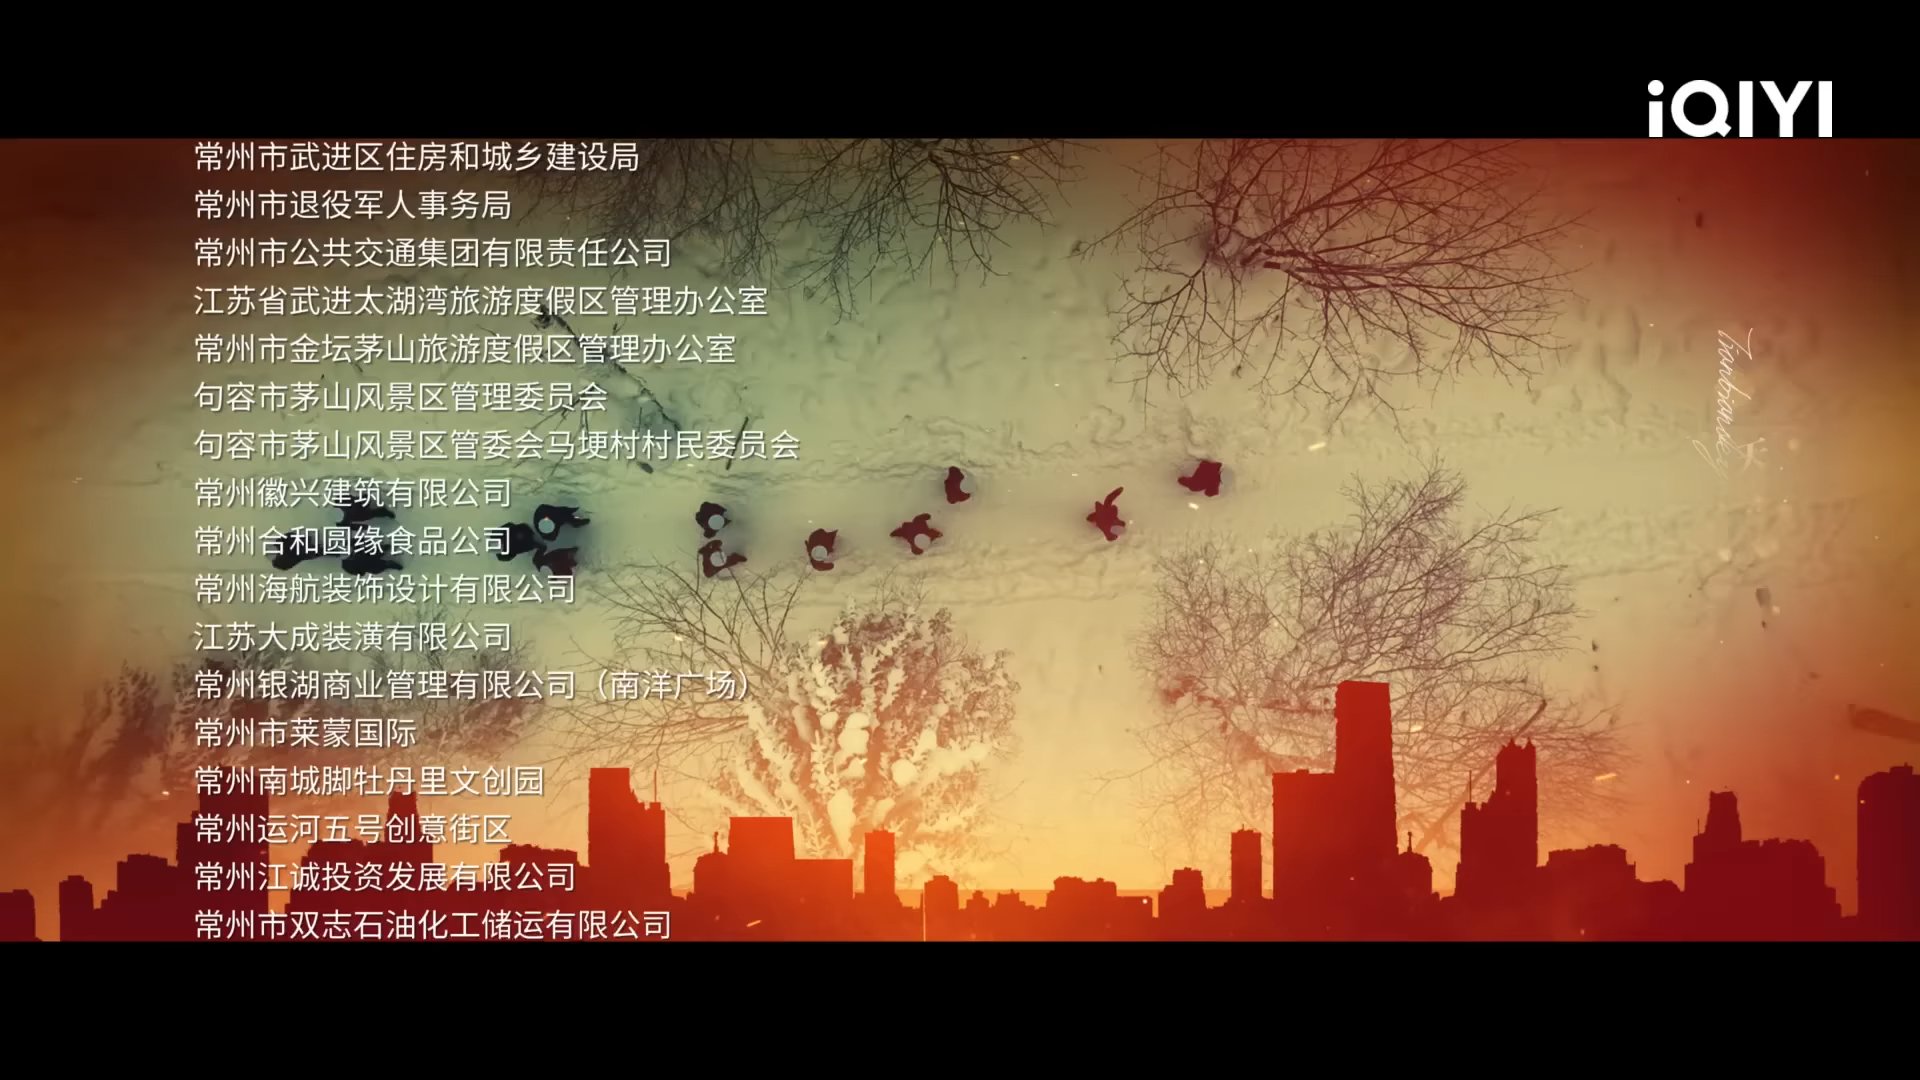 iQIYI
常州市武进区住房和城乡建设局
常州市退役军人事务局
常州市公共交通集团有限责任公司
江苏省武进太湖湾旅游度假区管理办公室
常州市金坛茅山旅游度假区管理办公室
句容市茅山风景区管理委员会
句容市茅山风景区管委会马埂村村民委员会
常州徽兴建筑有限公司
常州合和圆缘食品公司
常州海航装饰设计有限公司
江苏大成装潢有限公司
常州银湖商业管理有限公司（南洋广场）
常州市莱蒙国际
常州南城脚牡丹里文创园
常州运河五号创意街区
常州江诚投资发展有限公司
常州市双志石油化工储运有限公司